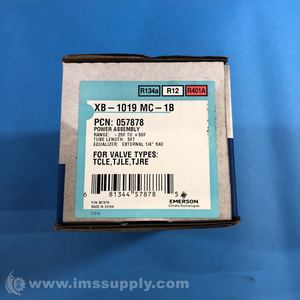 R134a R12 R401A
XB-1019 MC-1B
PCN: 057878
POWER ASSEMBLY
RANGE: -20F TO +50F
TUBE LENGTH: 5FT
EQUALIZER: EXTERNAL 1/4" SAE
FOR VALVE TYPES:
TCLE,TJLE,TJRE
MADE IN CHINA
6 81344 57878 5
EMERSON
Climate Technologies
© www.imssupply.com